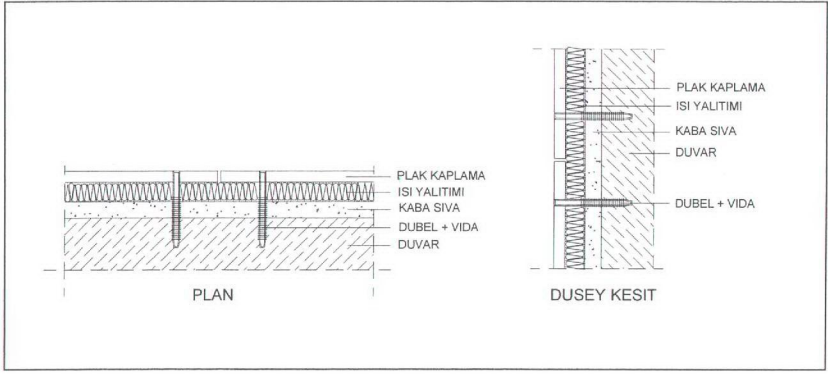 PLAK KAPLAMA
ISI YALITIMI
KABA SIVA
DUBEL + VIDA
DUVAR
PLAN
PLAK KAPLAMA
ISI YALITIMI
KABA SIVA
DUVAR
DUBEL + VIDA
DUSEY KESIT